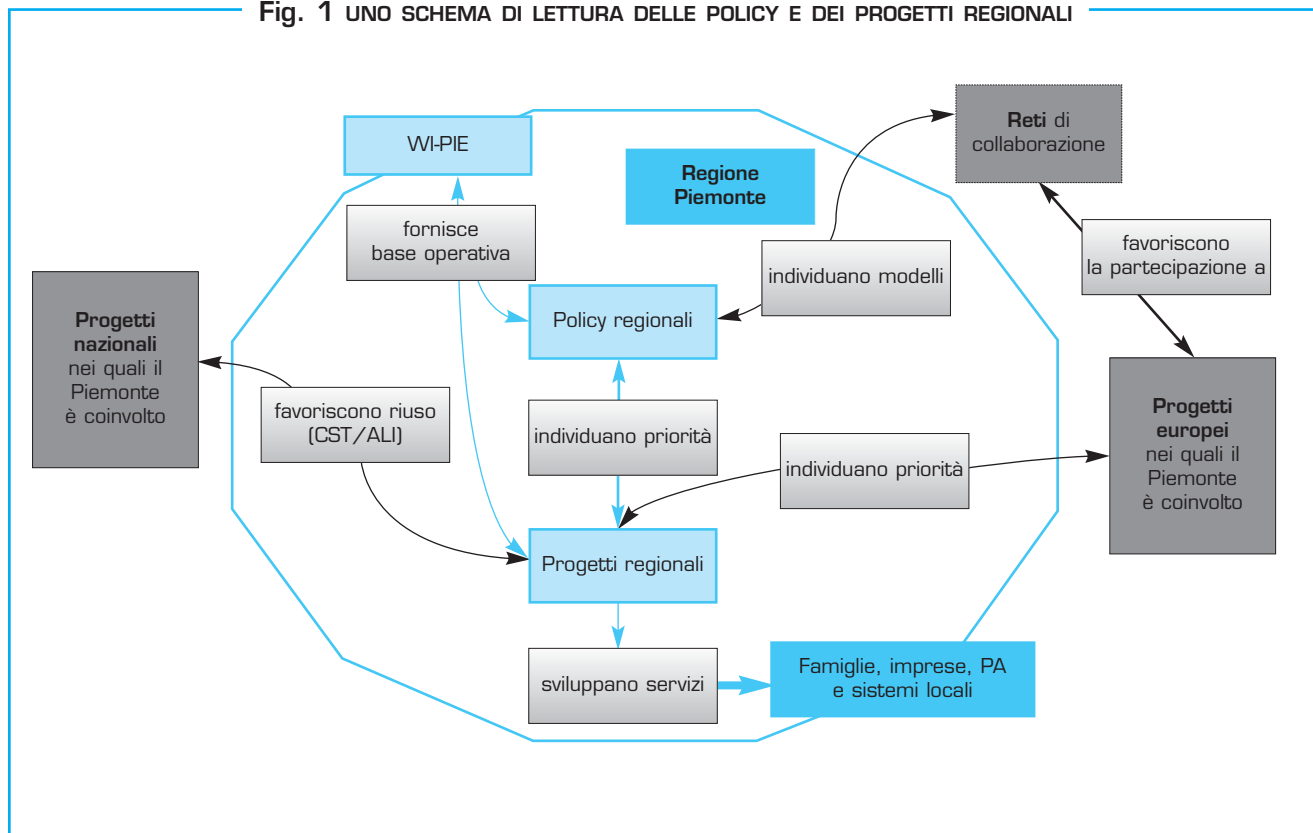 Fig. 1 UNO SCHEMA DI LETTURA DELLE POLICY E DEI PROGETTI REGIONALI
WI-PIE
Regione
Piemonte
Reti di
collaborazione
fornisce
base operativa
individuano modelli
favoriscono
la partecipazione a
Progetti
nazionali
nei quali il
Piemonte
è coinvolto
Policy regionali
favoriscono riuso
(CST/ALI)
individuano priorità
individuano priorità
Progetti
europei
nei quali il
Piemonte
è coinvolto
Progetti regionali
sviluppano servizi
Famiglie, imprese, PA
e sistemi locali